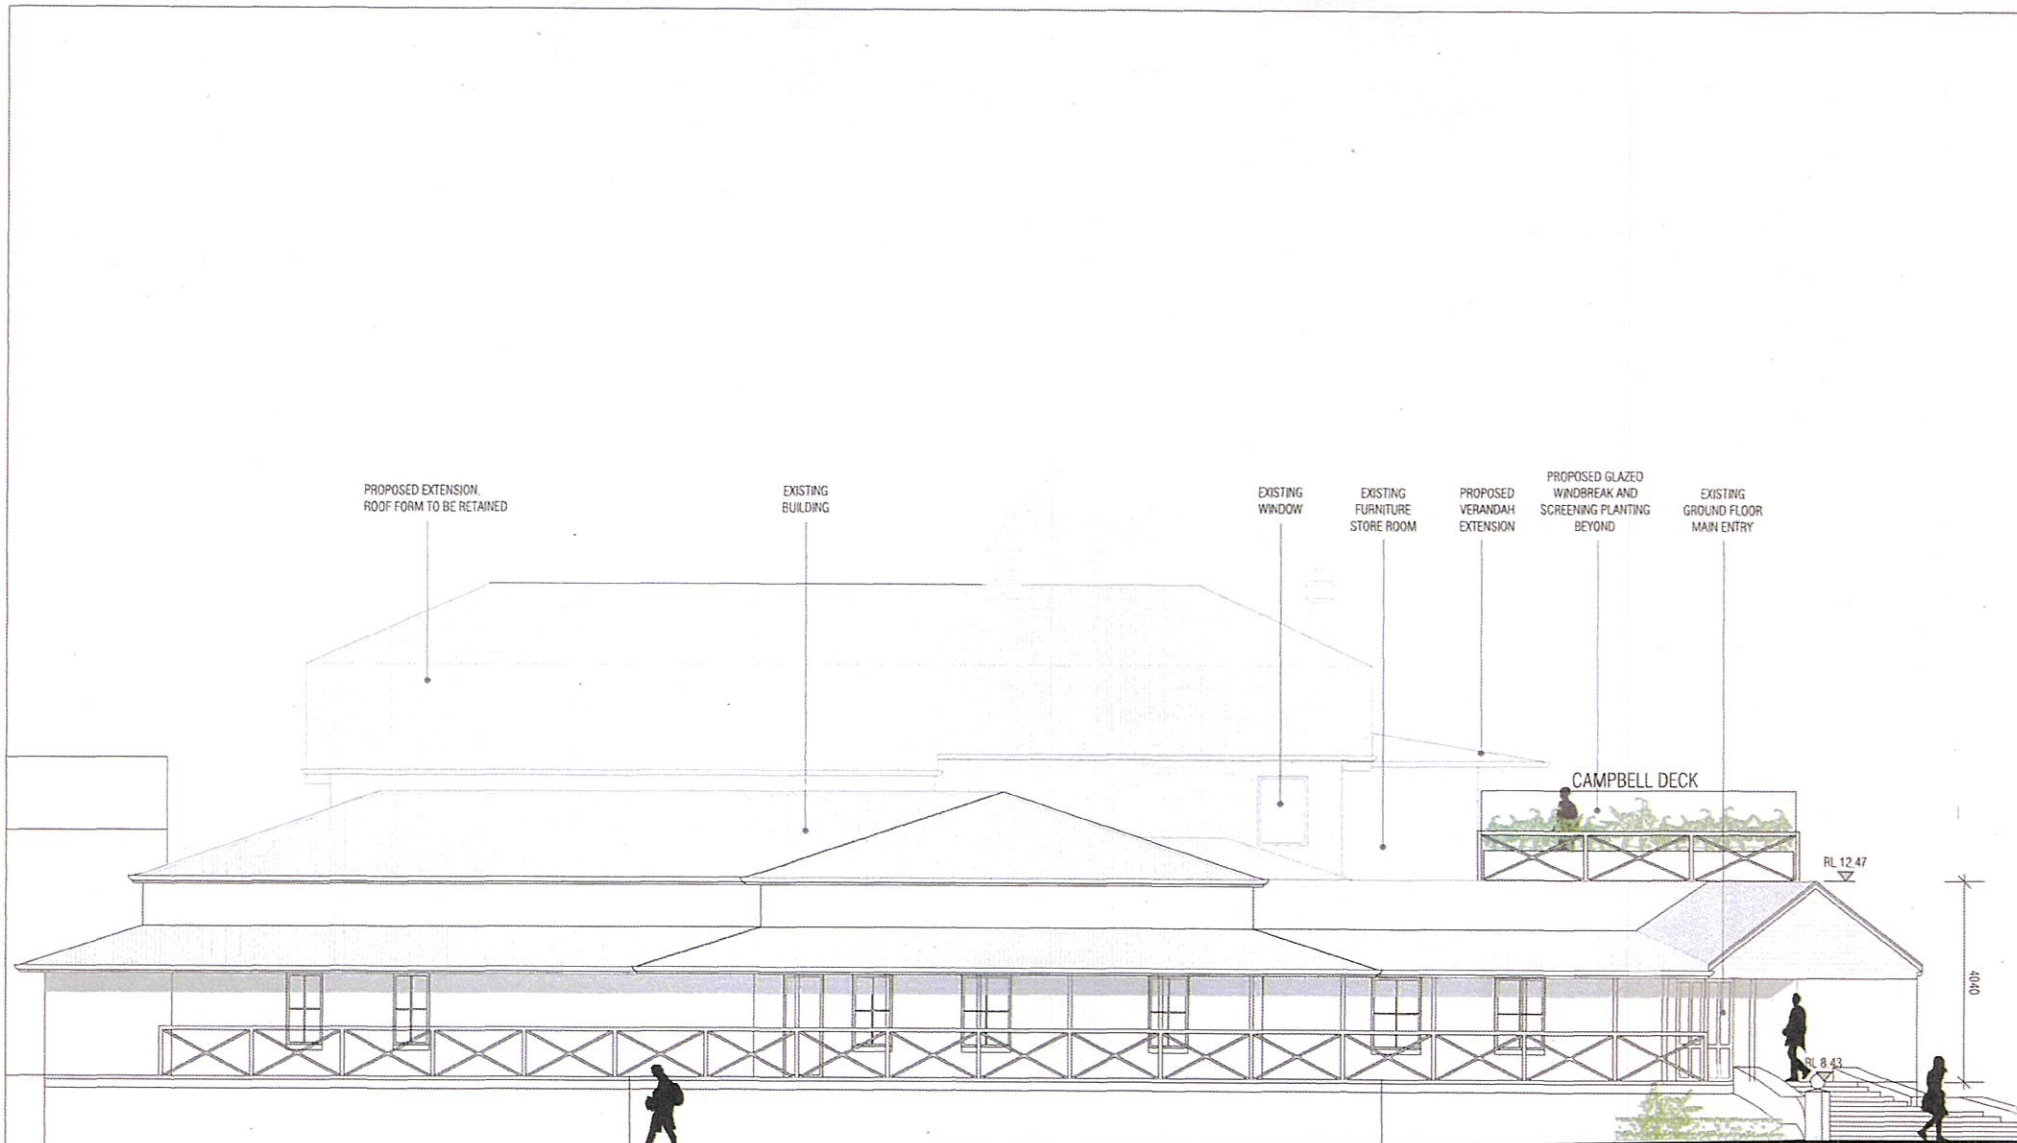 PROPOSED EXTENSION,
ROOF FORM TO BE RETAINED
EXISTING
BUILDING
EXISTING
WINDOW
EXISTING
FURNITURE
STORE ROOM
PROPOSED
VERANDAH
EXTENSION
PROPOSED GLAZED
WINDBREAK AND
SCREENING PLANTING
BEYOND
EXISTING
GROUND FLOOR
MAIN ENTRY
CAMPBELL DECK
RL 12.47
4040
RL 8.43